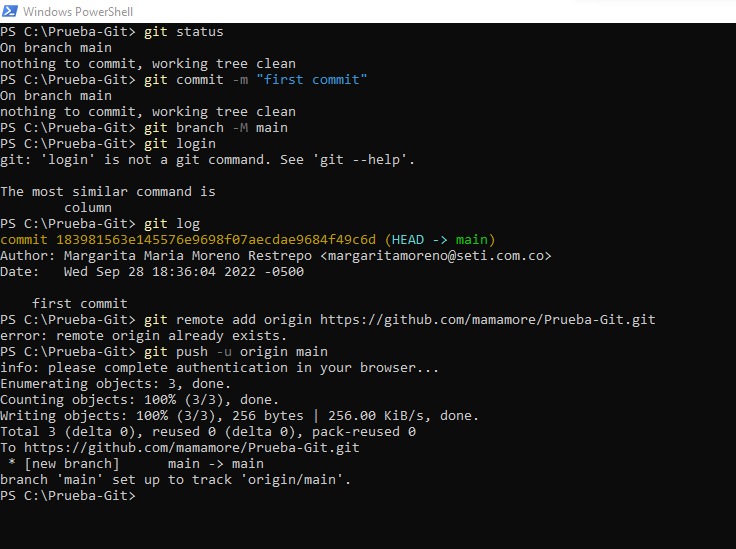 Windows PowerShell
PS C:\Prueba-Git> git status
On branch main
nothing to commit, working tree clean
PS C:\Prueba-Git> git commit -m "first commit"
On branch main
nothing to commit, working tree clean
PS C:\Prueba-Git> git branch -M main
PS C:\Prueba-Git> git login
git: 'login' is not a git command. See 'git --help'.

The most similar command is
        column
PS C:\Prueba-Git> git log
commit 183981563e145576e9698f07aecdae9684f49c6d (HEAD -> main)
Author: Margarita Maria Moreno Restrepo <margaritamoreno@seti.com.co>
Date:   Wed Sep 28 18:36:04 2022 -0500

    first commit
PS C:\Prueba-Git> git remote add origin https://github.com/mamamore/Prueba-Git.git
error: remote origin already exists.
PS C:\Prueba-Git> git push -u origin main
info: please complete authentication in your browser...
Enumerating objects: 3, done.
Counting objects: 100% (3/3), done.
Writing objects: 100% (3/3), 256 bytes | 256.00 KiB/s, done.
Total 3 (delta 0), reused 0 (delta 0), pack-reused 0
To https://github.com/mamamore/Prueba-Git.git
 * [new branch]      main -> main
branch 'main' set up to track 'origin/main'.
PS C:\Prueba-Git>